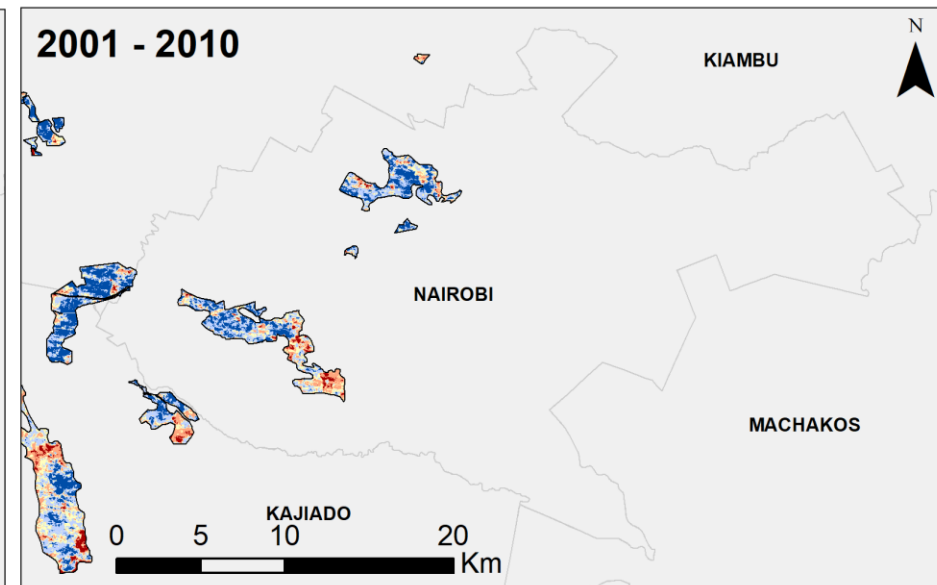 2001 - 2010
N
KIAMBU
NAIROBI
MACHAKOS
KAJIADO
0 5 10 20
Km